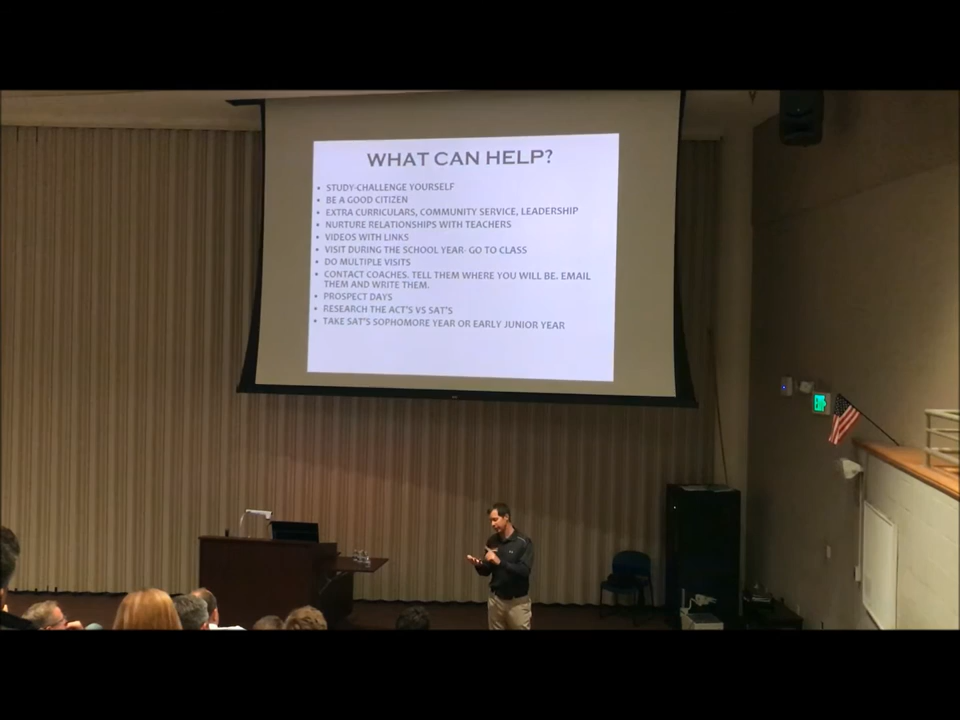 WHAT CAN HELP?
• STUDY-CHALLENGE YOURSELF
• BE A GOOD CITIZEN
• EXTRA CURRICULARS, COMMUNITY SERVICE, LEADERSHIP
• NURTURE RELATIONSHIPS WITH TEACHERS
• VIDEOS WITH LINKS
• VISIT DURING THE SCHOOL YEAR- GO TO CLASS
• DO MULTIPLE VISITS
• CONTACT COACHES. TELL THEM WHERE YOU WILL BE. EMAIL
THEM AND WRITE THEM.
• PROSPECT DAYS
• RESEARCH THE ACT'S VS SAT'S
• TAKE SAT'S SOPHOMORE YEAR OR EARLY JUNIOR YEAR